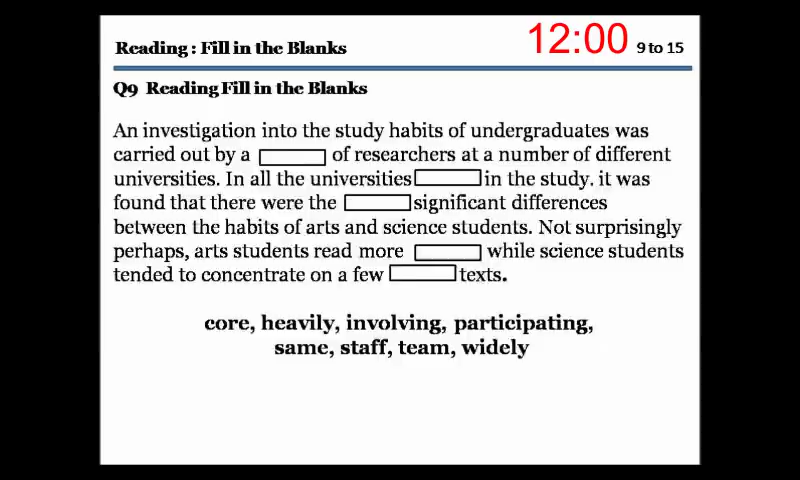 Reading : Fill in the Blanks 12:00 9 to 15
Q9 Reading Fill in the Blanks
An investigation into the study habits of undergraduates was
carried out by a of researchers at a number of different
universities. In all the universities in the study. it was
found that there were the significant differences
between the habits of arts and science students. Not surprisingly
perhaps, arts students read more while science students
tended to concentrate on a few texts.
core, heavily, involving, participating,
same, staff, team, widely